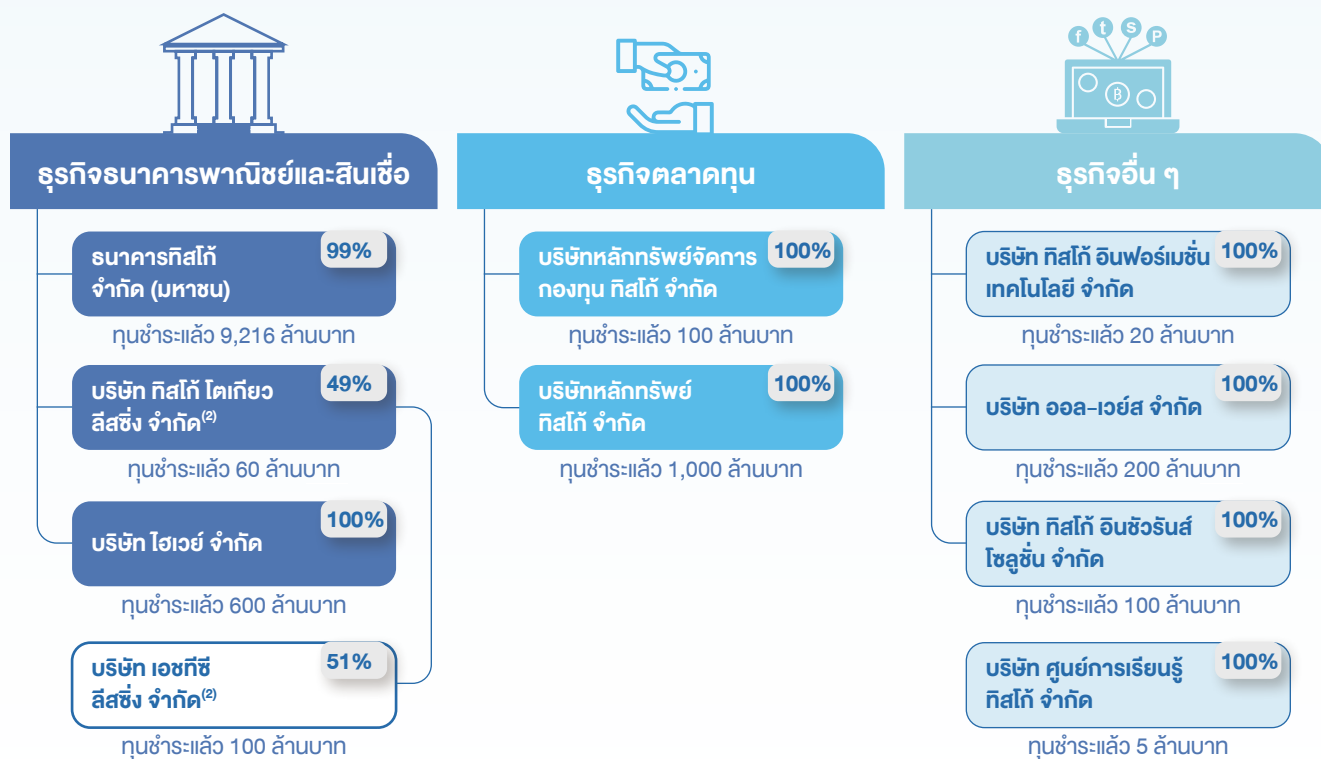 f t S P
฿
ธุรกิจธนาคารพาณิชย์และสินเชื่อ
ธนาคารทิสโก้
จำกัด (มหาชน)
99%
ทุนชำระแล้ว 9,216 ล้านบาท
บริษัท ทิสโก้ โตเกียว
ลีสซิ่ง จำกัด(2)
49%
ทุนชำระแล้ว 60 ล้านบาท
บริษัท ไฮเวย์ จำกัด
100%
ทุนชำระแล้ว 600 ล้านบาท
บริษัท เอชทีซี
ลีสซิ่ง จำกัด(2)
51%
ทุนชำระแล้ว 100 ล้านบาท
ธุรกิจตลาดทุน
บริษัทหลักทรัพย์จัดการ
กองทุน ทิสโก้ จำกัด
100%
ทุนชำระแล้ว 100 ล้านบาท
บริษัทหลักทรัพย์
ทิสโก้ จำกัด
100%
ทุนชำระแล้ว 1,000 ล้านบาท
ธุรกิจอื่น ๆ
บริษัท ทิสโก้ อินฟอร์เมชั่น
เทคโนโลยี จำกัด
100%
ทุนชำระแล้ว 20 ล้านบาท
บริษัท ออล-เวย์ส จำกัด
100%
ทุนชำระแล้ว 200 ล้านบาท
บริษัท ทิสโก้ อินชัวรันส์
โซลูชั่น จำกัด
100%
ทุนชำระแล้ว 100 ล้านบาท
บริษัท ศูนย์การเรียนรู้
ทิสโก้ จำกัด
100%
ทุนชำระแล้ว 5 ล้านบาท